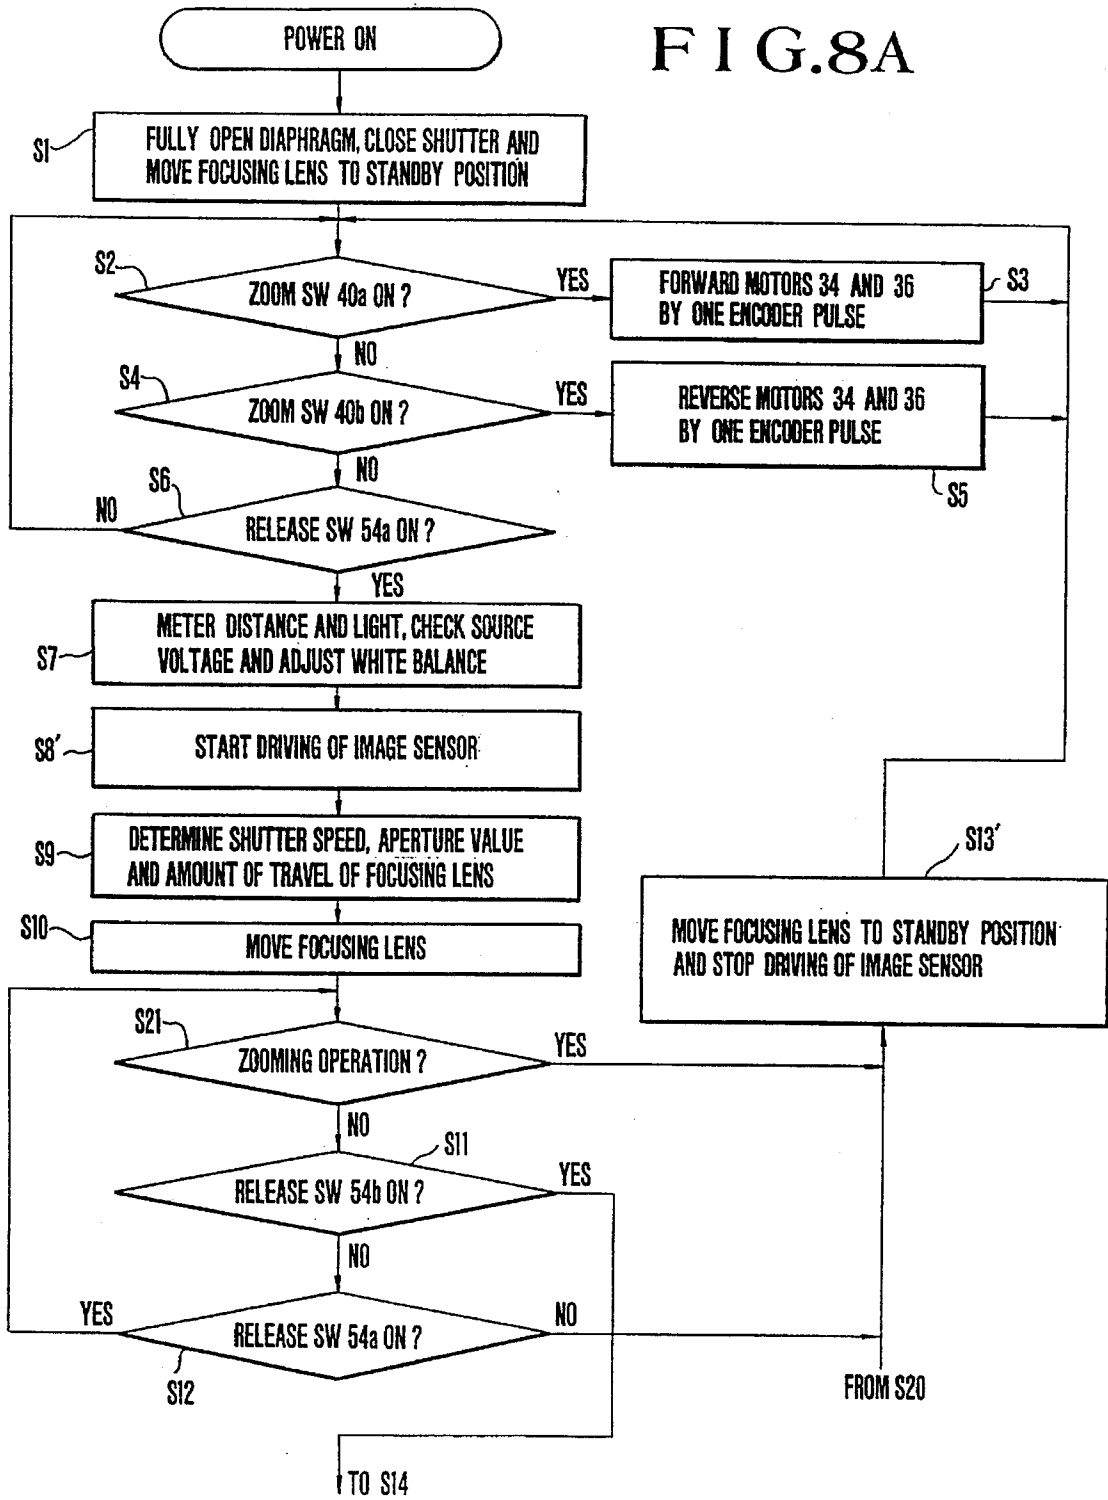 FIG.8A
POWER ON
S1
FULLY OPEN DIAPHRAGM, CLOSE SHUTTER AND
MOVE FOCUSING LENS TO STANDBY POSITION
S2
ZOOM SW 40a ON ?
YES
FORWARD MOTORS 34 AND 36
BY ONE ENCODER PULSE
S3
NO
S4
ZOOM SW 40b ON ?
YES
REVERSE MOTORS 34 AND 36
BY ONE ENCODER PULSE
S5
NO
S6
NO
RELEASE SW 54a ON ?
YES
S7
METER DISTANCE AND LIGHT, CHECK SOURCE
VOLTAGE AND ADJUST WHITE BALANCE
S8'
START DRIVING OF IMAGE SENSOR
S9
DETERMINE SHUTTER SPEED, APERTURE VALUE
AND AMOUNT OF TRAVEL OF FOCUSING LENS
S13'
MOVE FOCUSING LENS TO STANDBY POSITION
AND STOP DRIVING OF IMAGE SENSOR
S10
MOVE FOCUSING LENS
S21
ZOOMING OPERATION ?
YES
NO
S11
RELEASE SW 54b ON ?
YES
NO
YES
RELEASE SW 54a ON ?
NO
S12
FROM S20
TO S14